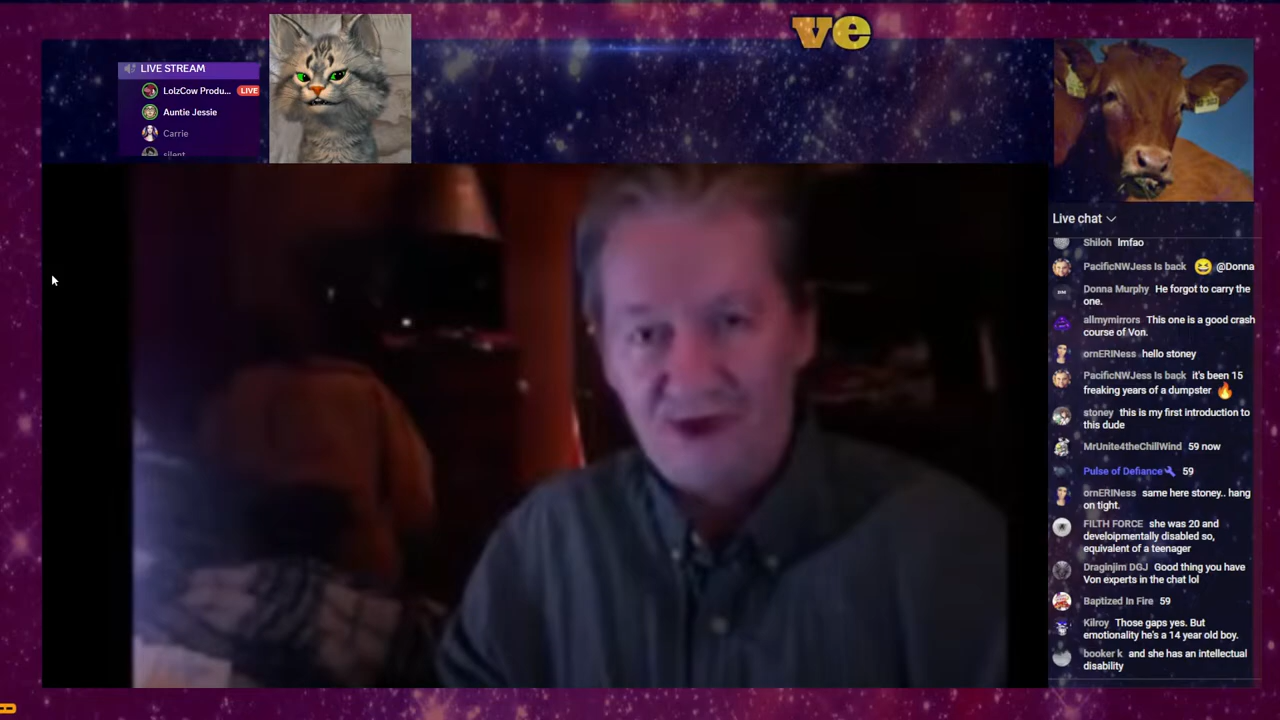 ve
LIVE STREAM
LolzCow Produ... LIVE
Auntie Jessie
Carrie
silent
Live chat
Shiloh lmfao
PacificNWJess Is back 😆 @Donna
Donna Murphy He forgot to carry the
one.
allmymirrors This one is a good crash
course of Von.
ornERINess hello stoney
PacificNWJess Is back it's been 15
freaking years of a dumpster 🔥
stoney this is my first introduction to
this dude
MrUnite4theChillWind 59 now
Pulse of Defiance 59
ornERINess same here stoney.. hang
on tight.
FILTH FORCE she was 20 and
develoipmentally disabled so,
equivalent of a teenager
Draginjim DGJ Good thing you have
Von experts in the chat lol
Baptized In Fire 59
Kilroy Those gaps yes. But
emotionality he's a 14 year old boy.
booker k and she has an intellectual
disability